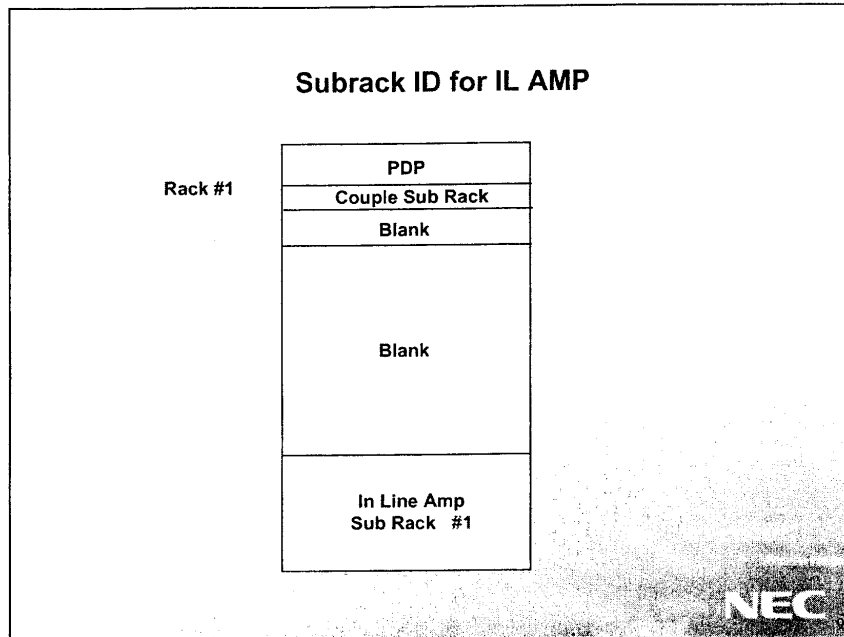 Subrack ID for IL AMP
PDP
Rack #1
Couple Sub Rack
Blank
Blank
In Line Amp
Sub Rack #1
NEC
9